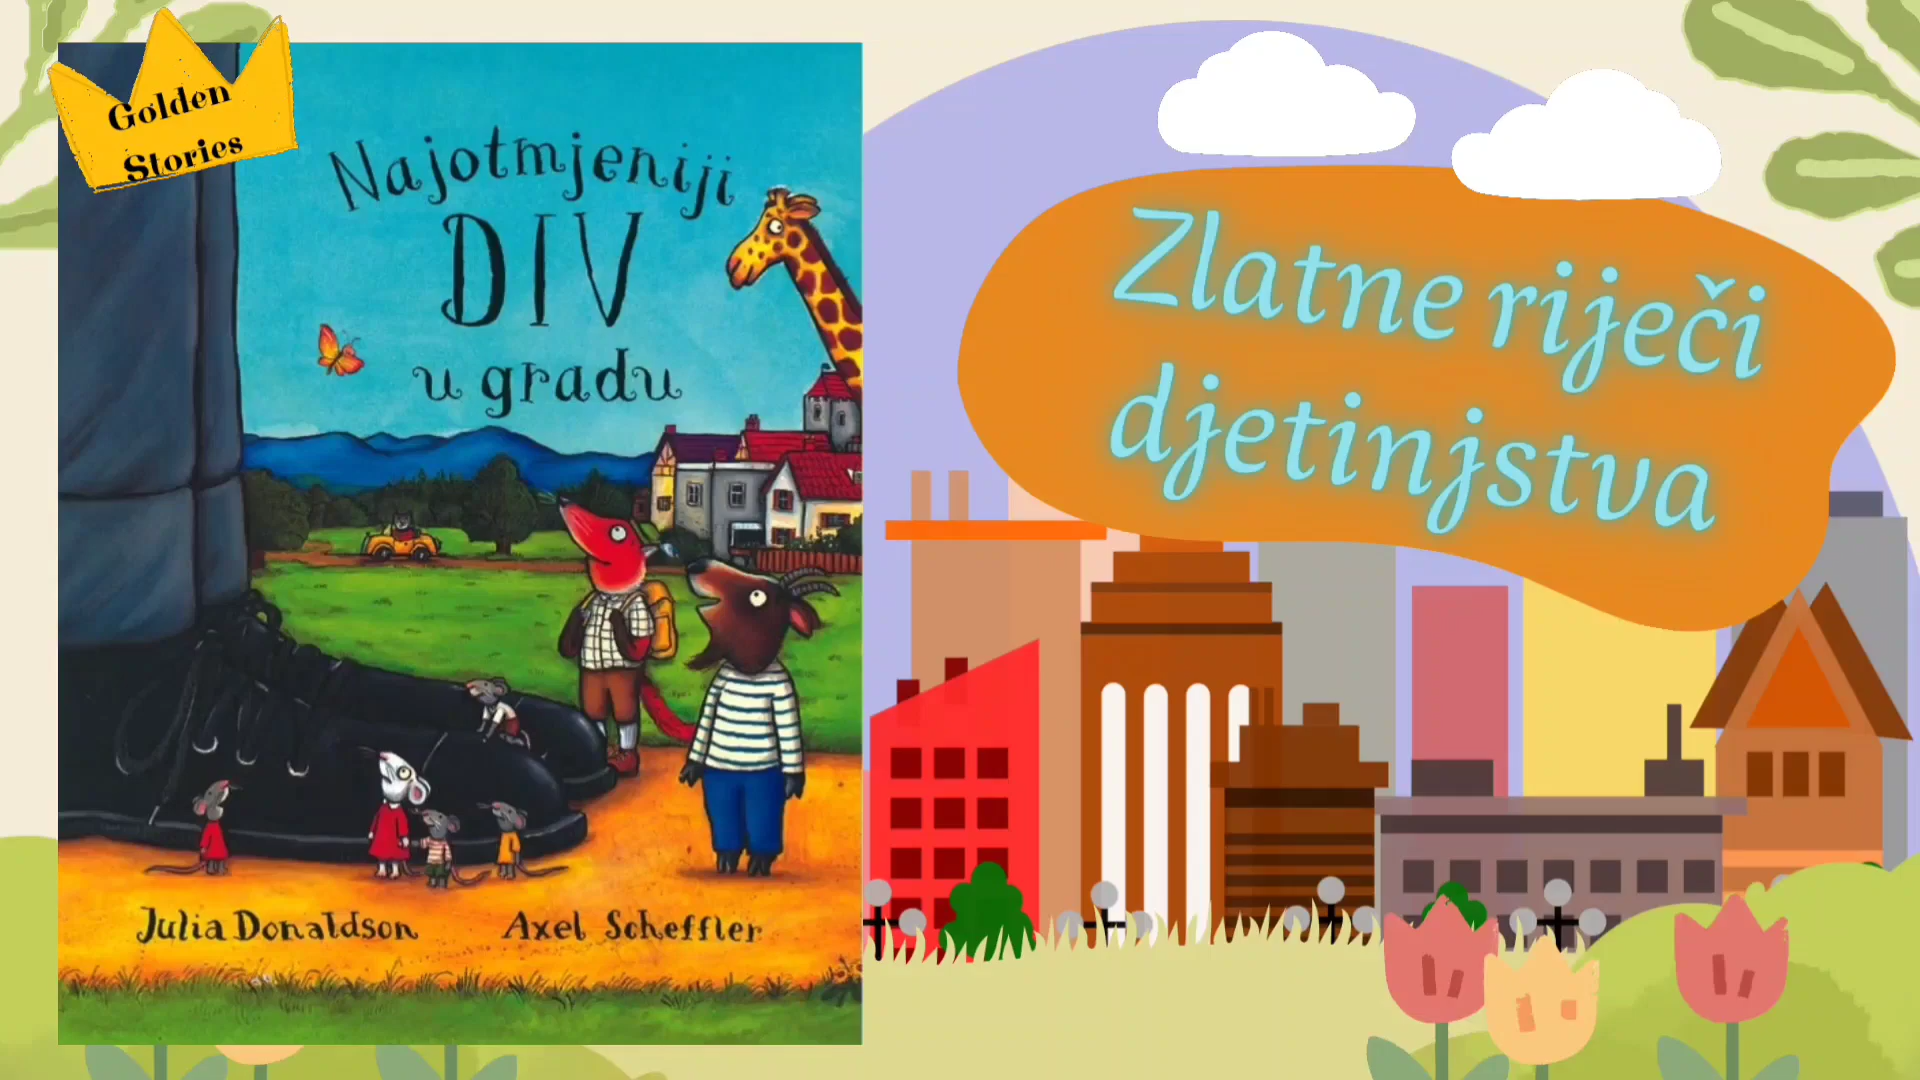 Golden
Stories
Najotmjeniji
DIV
u gradu
Julia Donaldson
Axel Scheffler
Zlatne riječi
djetinjstva